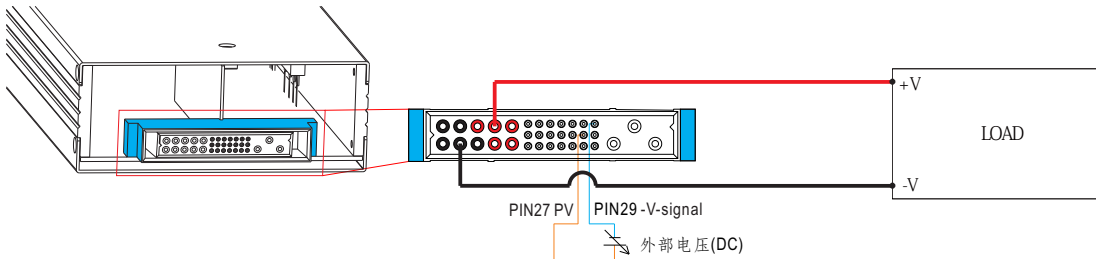 +V
LOAD
-V
PIN27 PV
PIN29 -V-signal
外部电压(DC)